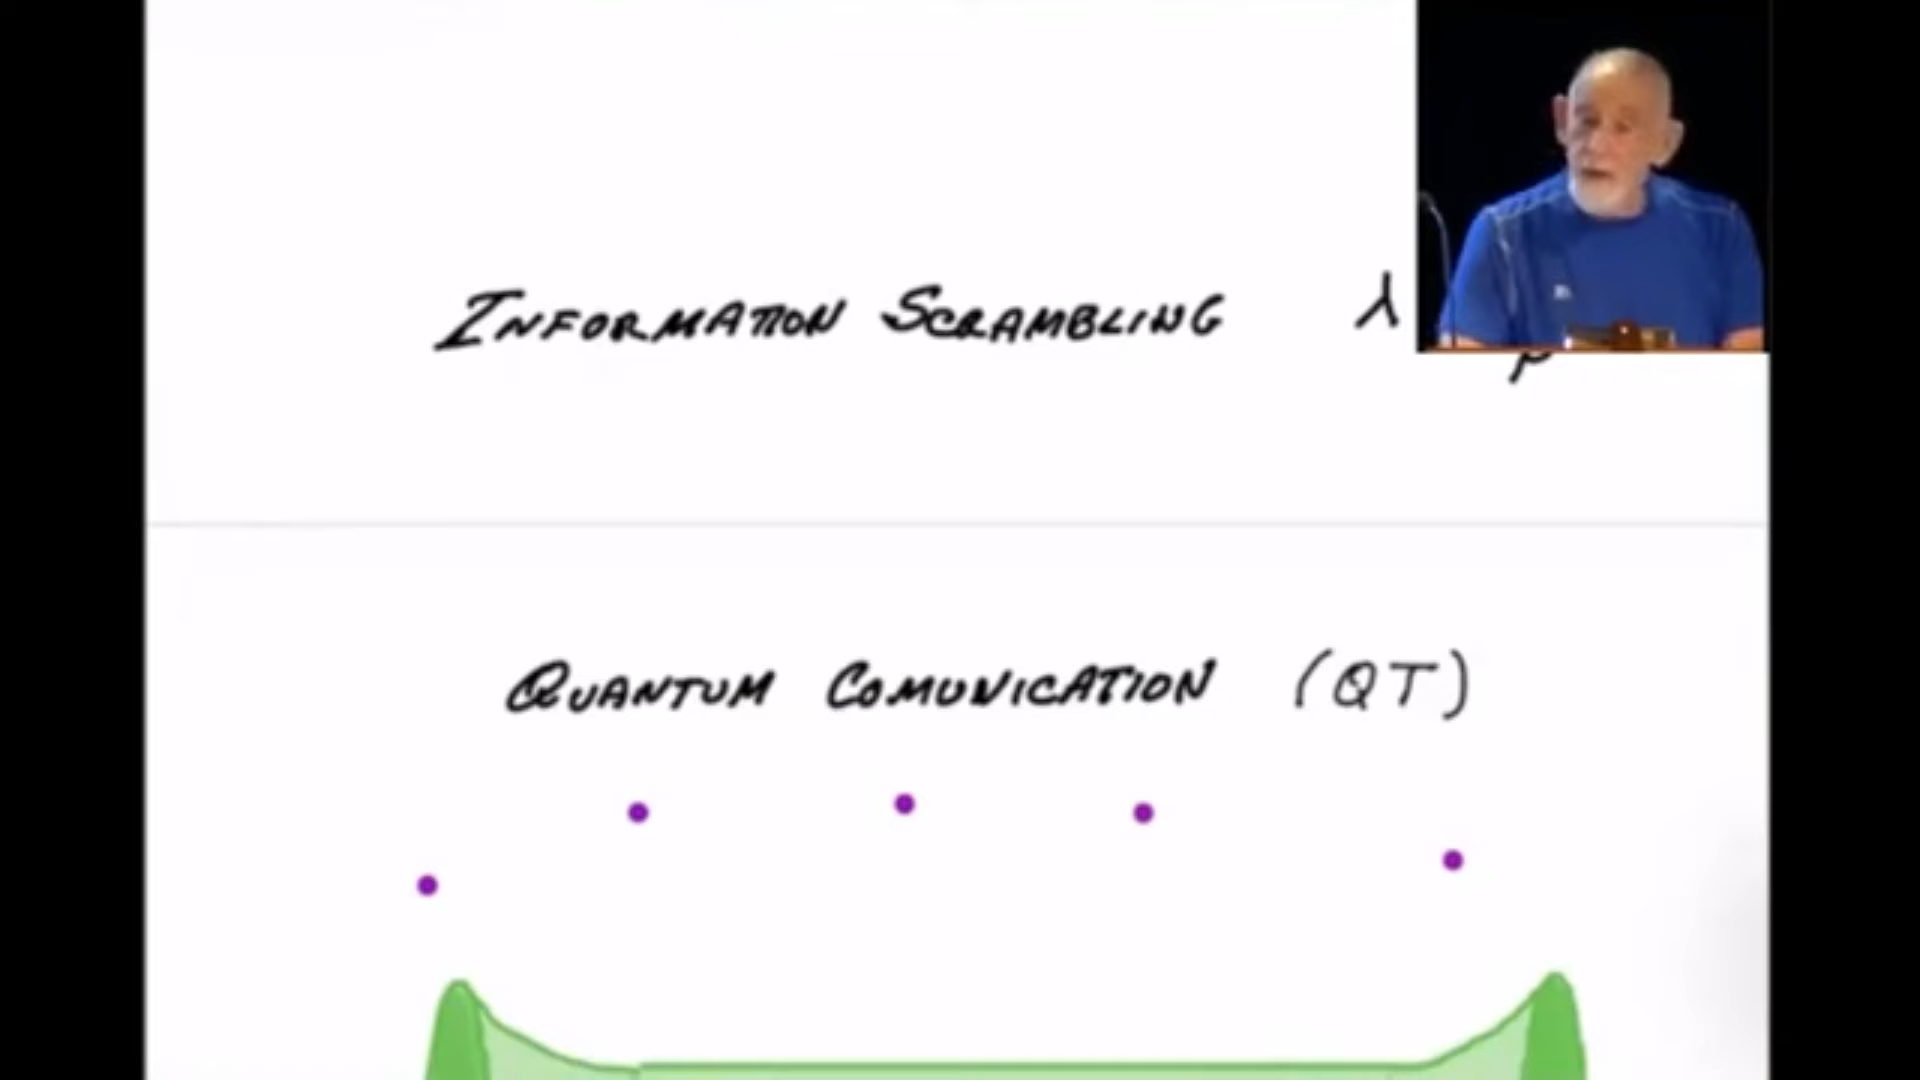 INFORMATION SCRAMBLING λ
QUANTUM COMUNICATION (QT)